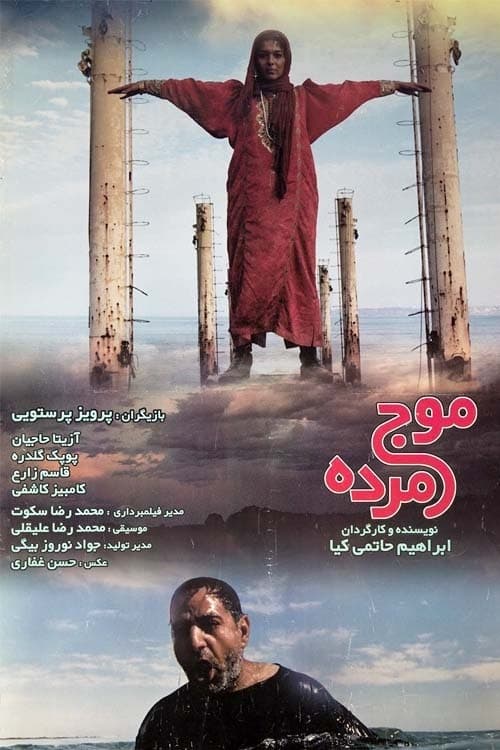 موج
مرده
نویسنده و کارگردان
ابراهیم حاتمی کیا
بازیگران : پرویز پرستویی
آزیتا حاجیان
پوپک گلدره
قاسم زارع
کامبیز کاشفی
مدیر فیلمبرداری : محمد رضا سکوت
موسیقی : محمد رضا علیقلی
مدیر تولید: جواد نوروز بیگی
عکس : حسن غفاری